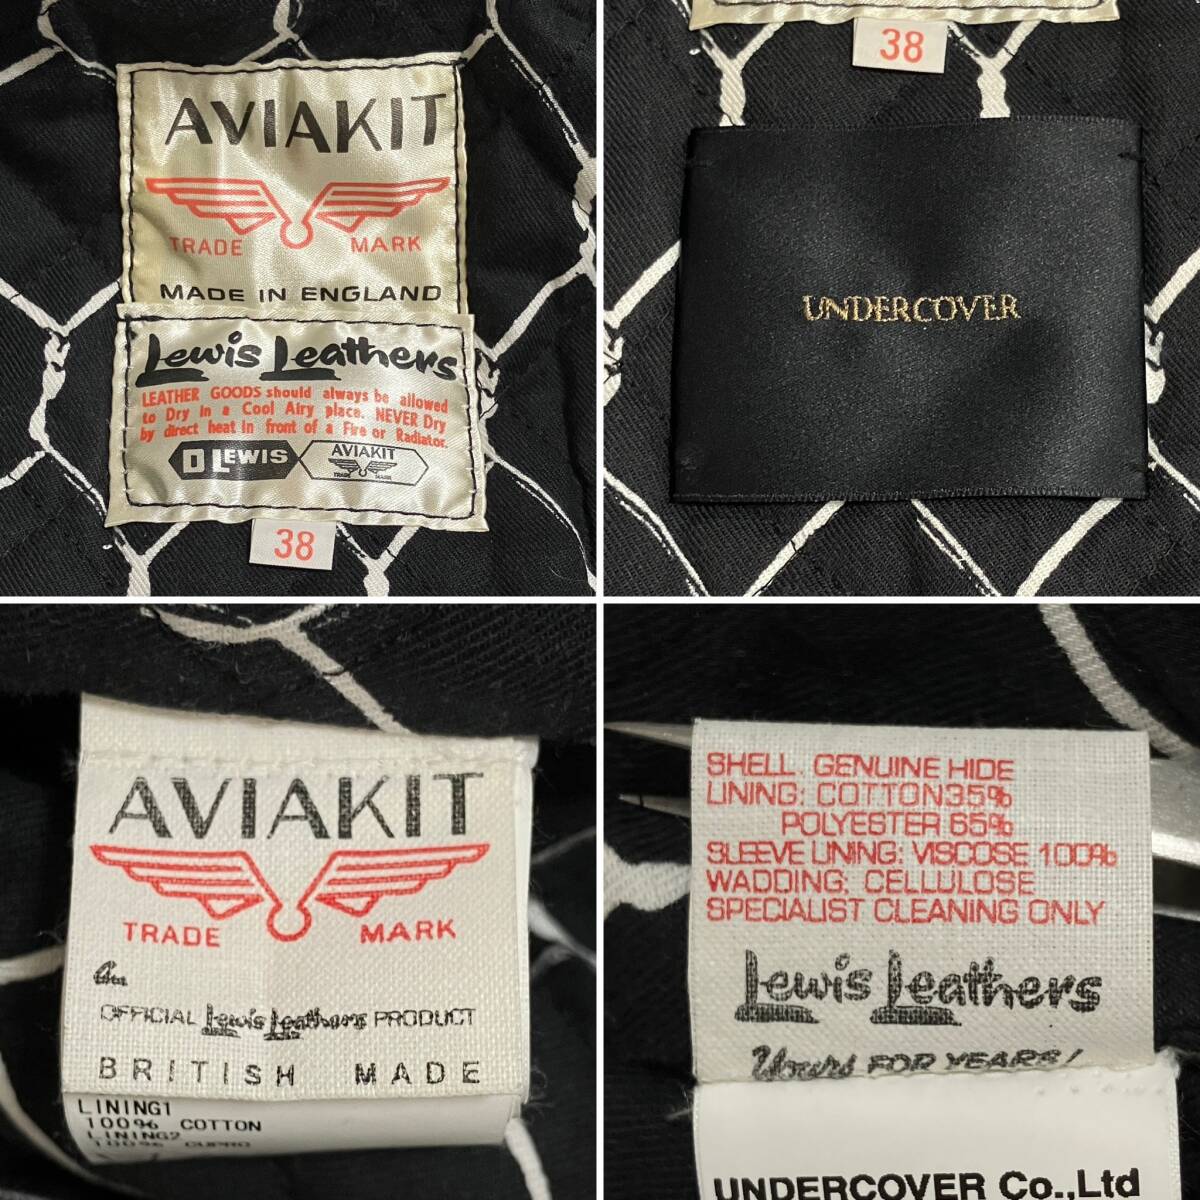 AVIAKIT
TRADE MARK
MADE IN ENGLAND
Lewis Leathers
LEATHER GOODS should always be allowed
to Dry in a Cool Airy place. NEVER Dry
by direct heat in front of a Fire or Radiator.
D LEWIS
AVIAKIT
TRADE MARK
38
38
UNDERCOVER
AVIAKIT
TRADE MARK
An
OFFICIAL Lewis Leathers PRODUCT
BRITISH MADE
LINING1
100% COTTON
LINING2
100% CUPRO
SHELL. GENUINE HIDE
LINING: COTTON35%
POLYESTER 65%
SLEEVE LINING: VISCOSE 100%
WADDING: CELLULOSE
SPECIALIST CLEANING ONLY
Lewis Leathers
Yours FOR YEARS!
UNDERCOVER Co.,Ltd